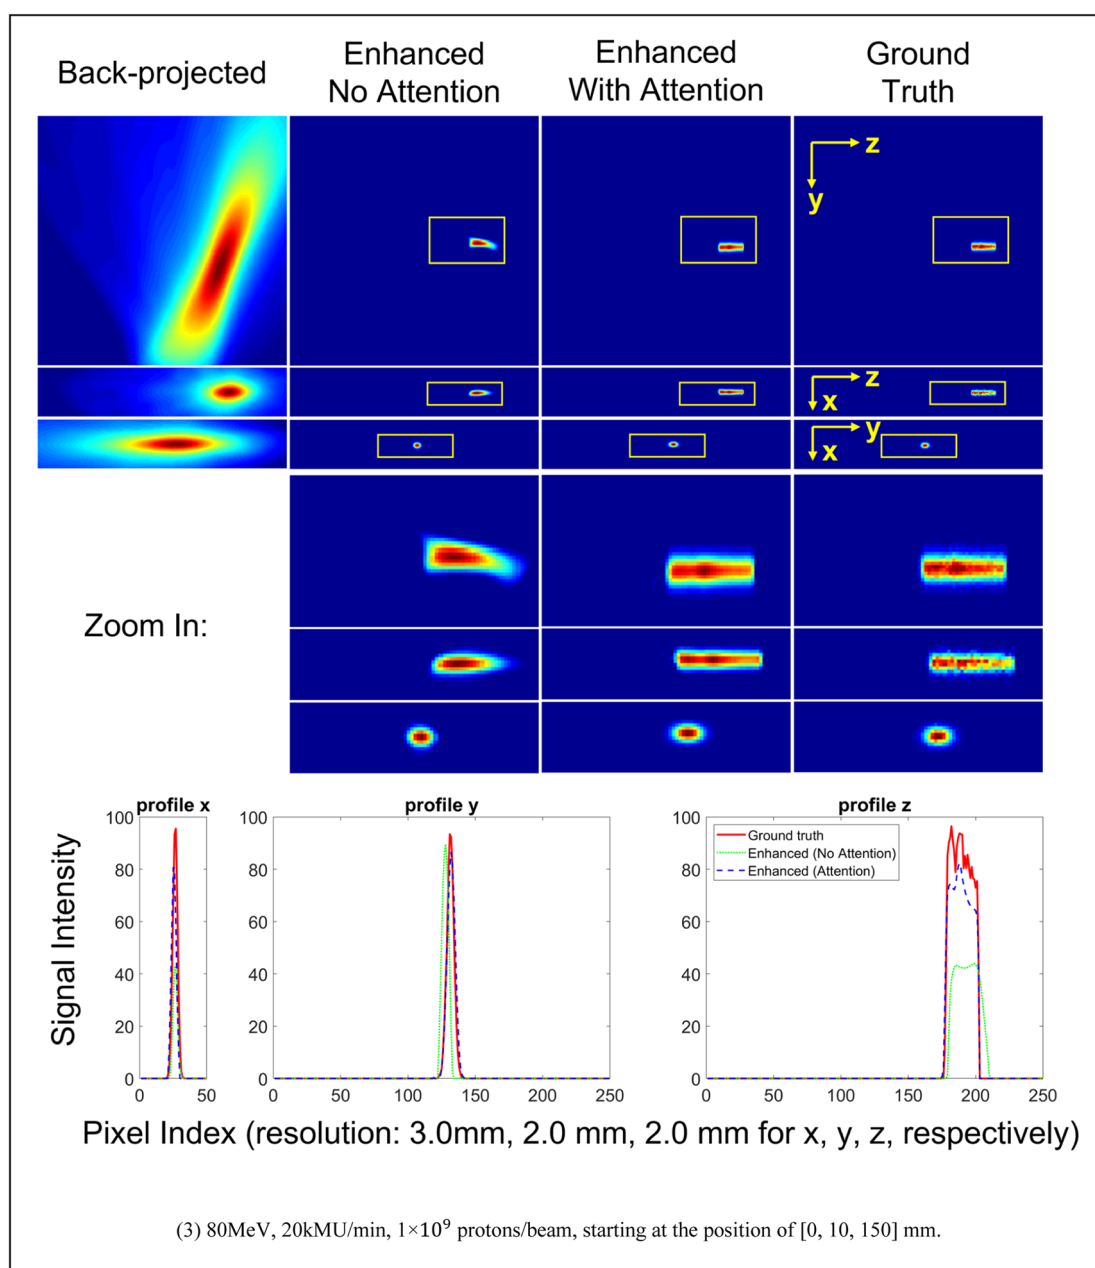 Back-projected
Enhanced
No Attention
Enhanced
With Attention
Ground
Truth
z
y
z
x
y
x
Zoom In:
profile x
profile y
profile z
Signal Intensity
100
80
60
40
20
0
0
50
100
80
60
40
20
0
0
50
100
150
200
250
100
80
60
40
20
0
0
50
100
150
200
250
Ground truth
Enhanced (No Attention)
Enhanced (Attention)
Pixel Index (resolution: 3.0mm, 2.0 mm, 2.0 mm for x, y, z, respectively)
(3) 80MeV, 20kMU/min, 1×10⁹ protons/beam, starting at the position of [0, 10, 150] mm.